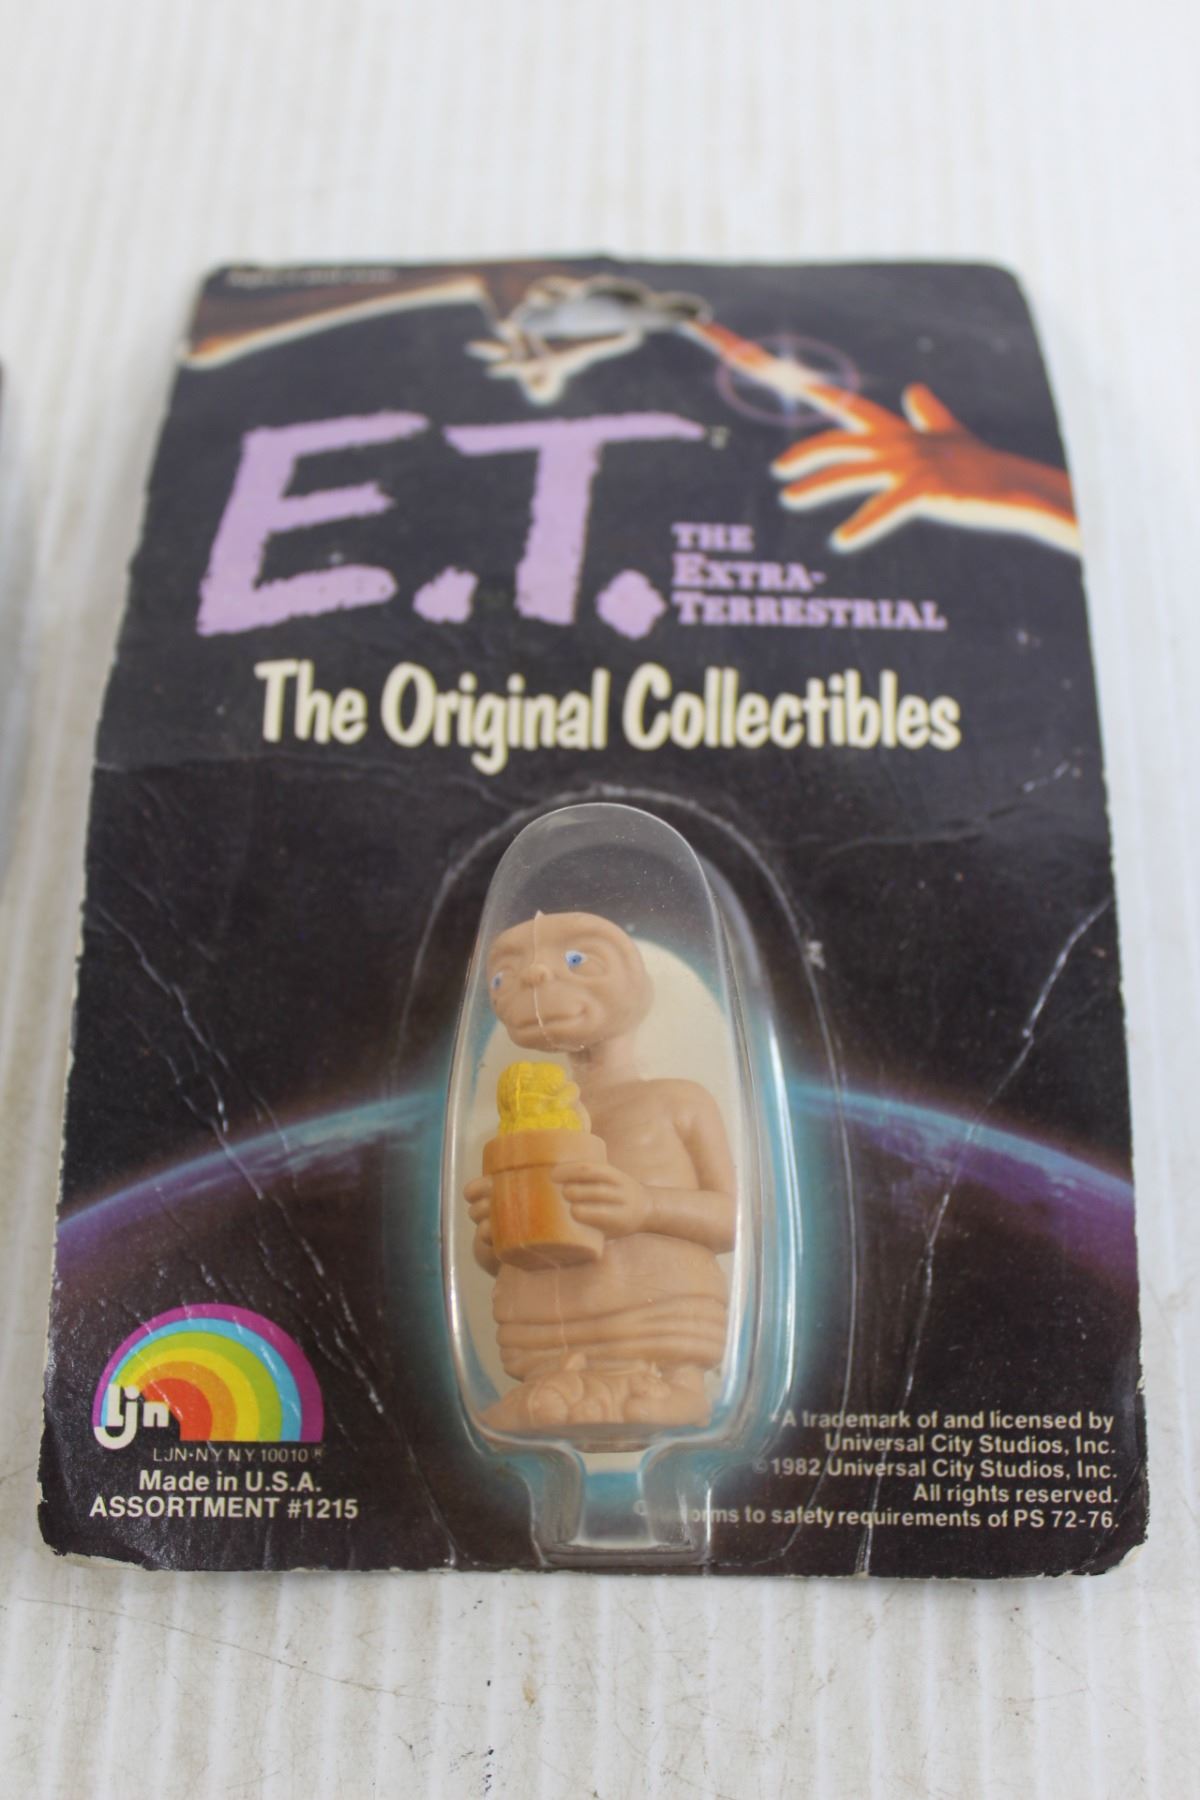 E.T.™
THE
EXTRA-
TERRESTRIAL
The Original Collectibles
Ljn
LJN•NY NY 10010®
Made in U.S.A.
ASSORTMENT #1215
A trademark of and licensed by
Universal City Studios, Inc.
©1982 Universal City Studios, Inc.
All rights reserved.
to safety requirements of PS 72-76.